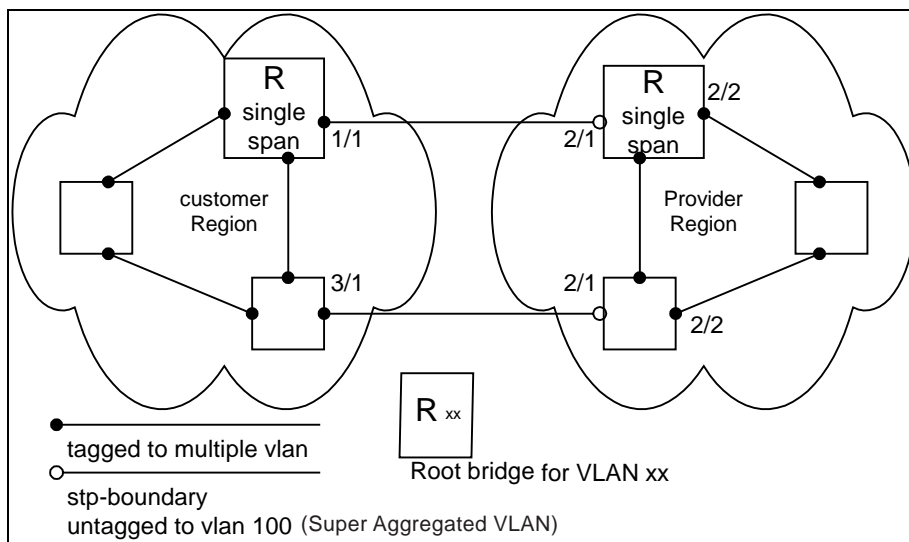 R
single
span
1/1
customer
Region
3/1
R
single
span
2/2
2/1
Provider
Region
2/1
2/2
R xx
Root bridge for VLAN xx
tagged to multiple vlan
stp-boundary
untagged to vlan 100 (Super Aggregated VLAN)